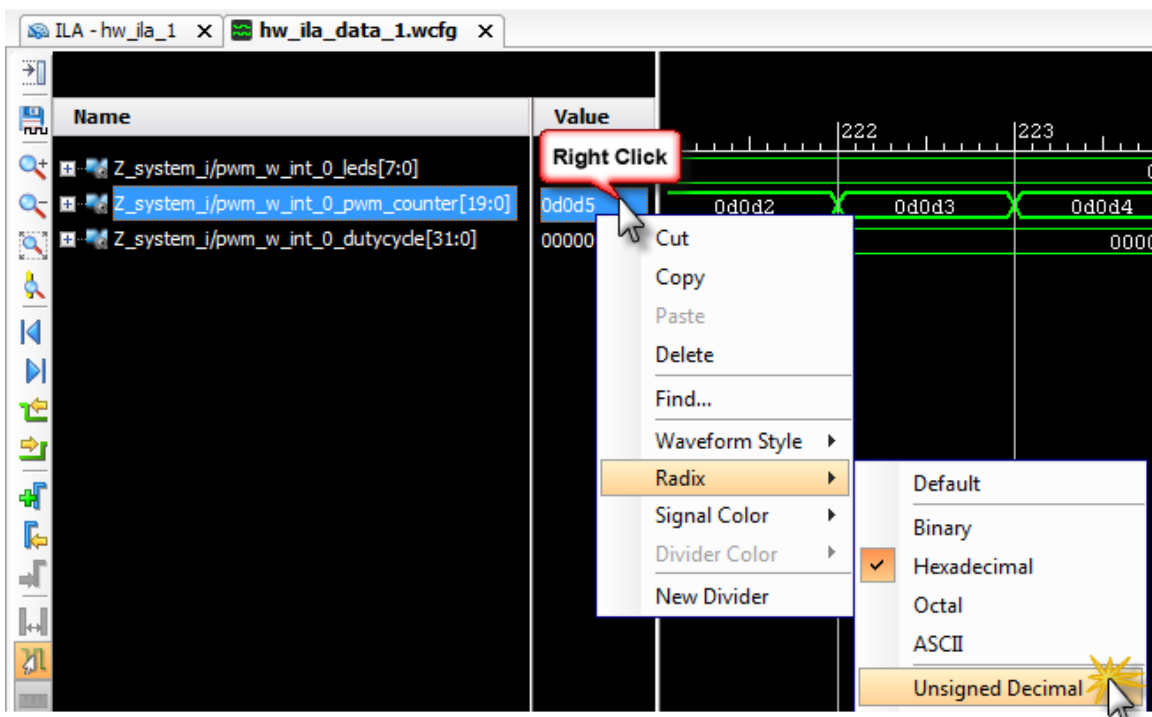 ILA - hw_ila_1 x hw_ila_data_1.wcfg x
Name Value
222 223
Right Click
Z_system_i/pwm_w_int_0_leds[7:0]
Z_system_i/pwm_w_int_0_pwm_counter[19:0] 0d0d5 0d0d2 0d0d3 0d0d4
Z_system_i/pwm_w_int_0_dutycycle[31:0] 00000 0000
Cut
Copy
Paste
Delete
Find...
Waveform Style
Radix
Signal Color
Divider Color
New Divider
Default
Binary
Hexadecimal
Octal
ASCII
Unsigned Decimal